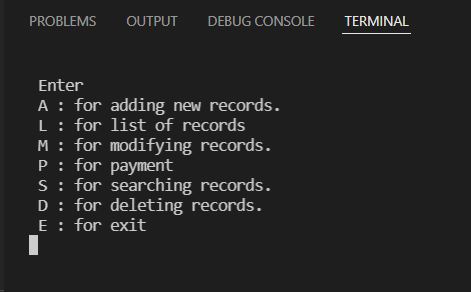 PROBLEMS OUTPUT DEBUG CONSOLE TERMINAL
Enter
A : for adding new records.
L : for list of records
M : for modifying records.
P : for payment
S : for searching records.
D : for deleting records.
E : for exit